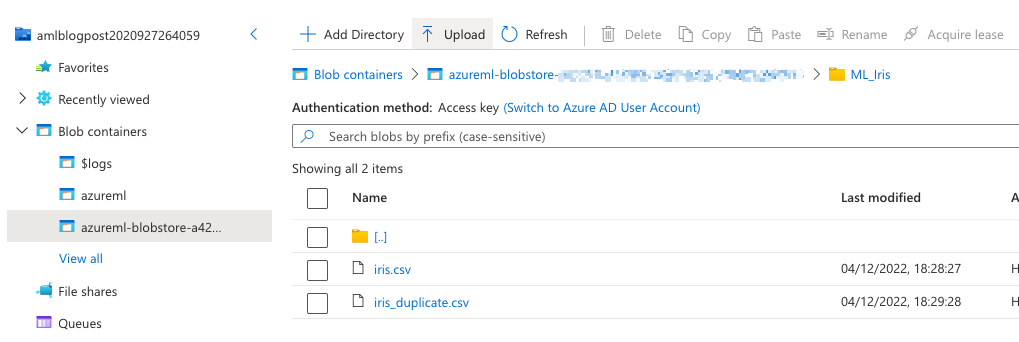 amlblogpost2020927264059
Favorites
Recently viewed
Blob containers
$logs
azureml
azureml-blobstore-a42...
View all
File shares
Queues
Add Directory Upload Refresh Delete Copy Paste Rename Acquire lease
Blob containers > azureml-blobstore- > ML_Iris
Authentication method: Access key (Switch to Azure AD User Account)
Search blobs by prefix (case-sensitive)
Showing all 2 items
Name Last modified A
[..]
iris.csv 04/12/2022, 18:28:27 H
iris_duplicate.csv 04/12/2022, 18:29:28 H